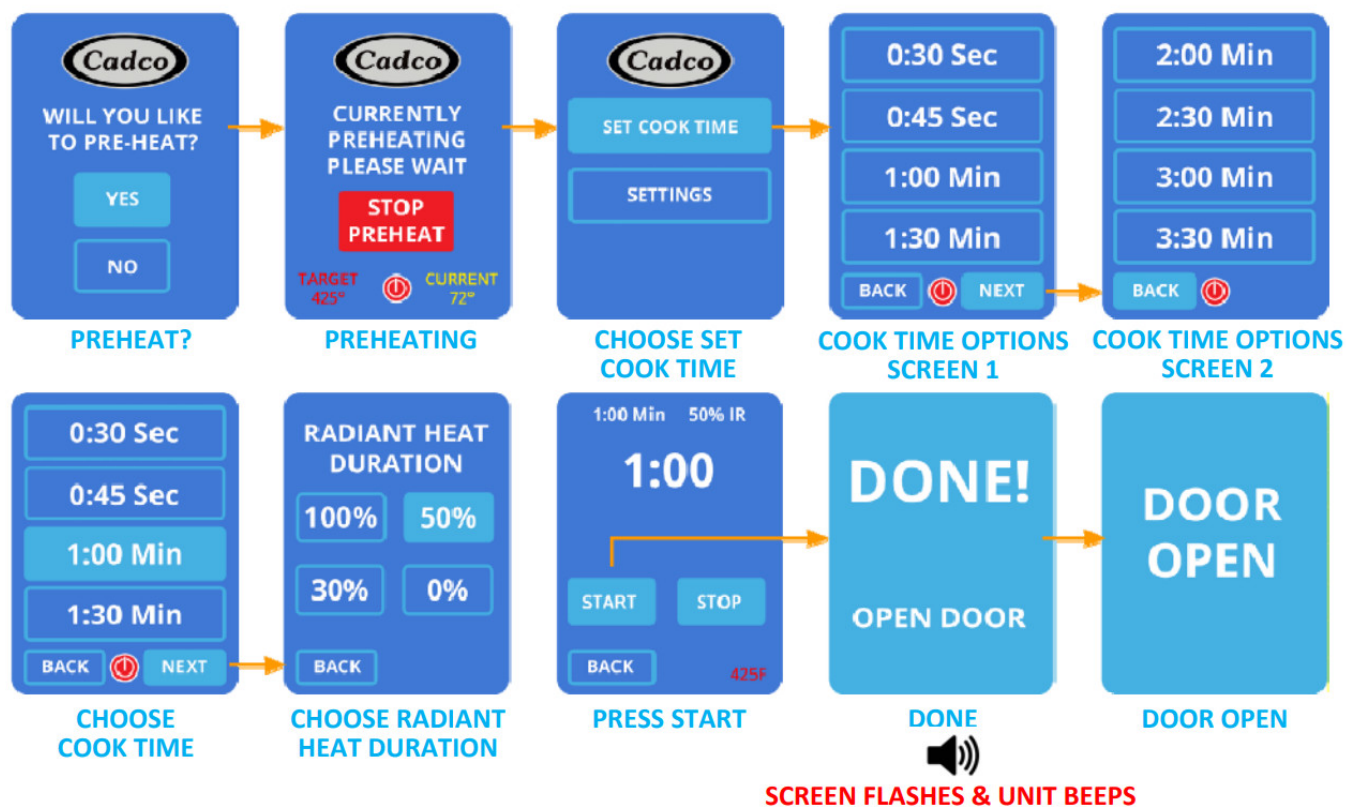 Cadco
WILL YOU LIKE
TO PRE-HEAT?
YES
NO
PREHEAT?
Cadco
CURRENTLY
PREHEATING
PLEASE WAIT
STOP
PREHEAT
TARGET
425°
CURRENT
72°
PREHEATING
Cadco
SET COOK TIME
SETTINGS
CHOOSE SET
COOK TIME
0:30 Sec
0:45 Sec
1:00 Min
1:30 Min
BACK
NEXT
COOK TIME OPTIONS
SCREEN 1
2:00 Min
2:30 Min
3:00 Min
3:30 Min
BACK
COOK TIME OPTIONS
SCREEN 2
0:30 Sec
0:45 Sec
1:00 Min
1:30 Min
BACK
NEXT
CHOOSE
COOK TIME
RADIANT HEAT
DURATION
100%
50%
30%
0%
BACK
CHOOSE RADIANT
HEAT DURATION
1:00 Min 50% IR
1:00
START
STOP
BACK
425F
PRESS START
DONE!
OPEN DOOR
DONE
SCREEN FLASHES & UNIT BEEPS
DOOR
OPEN
DOOR OPEN